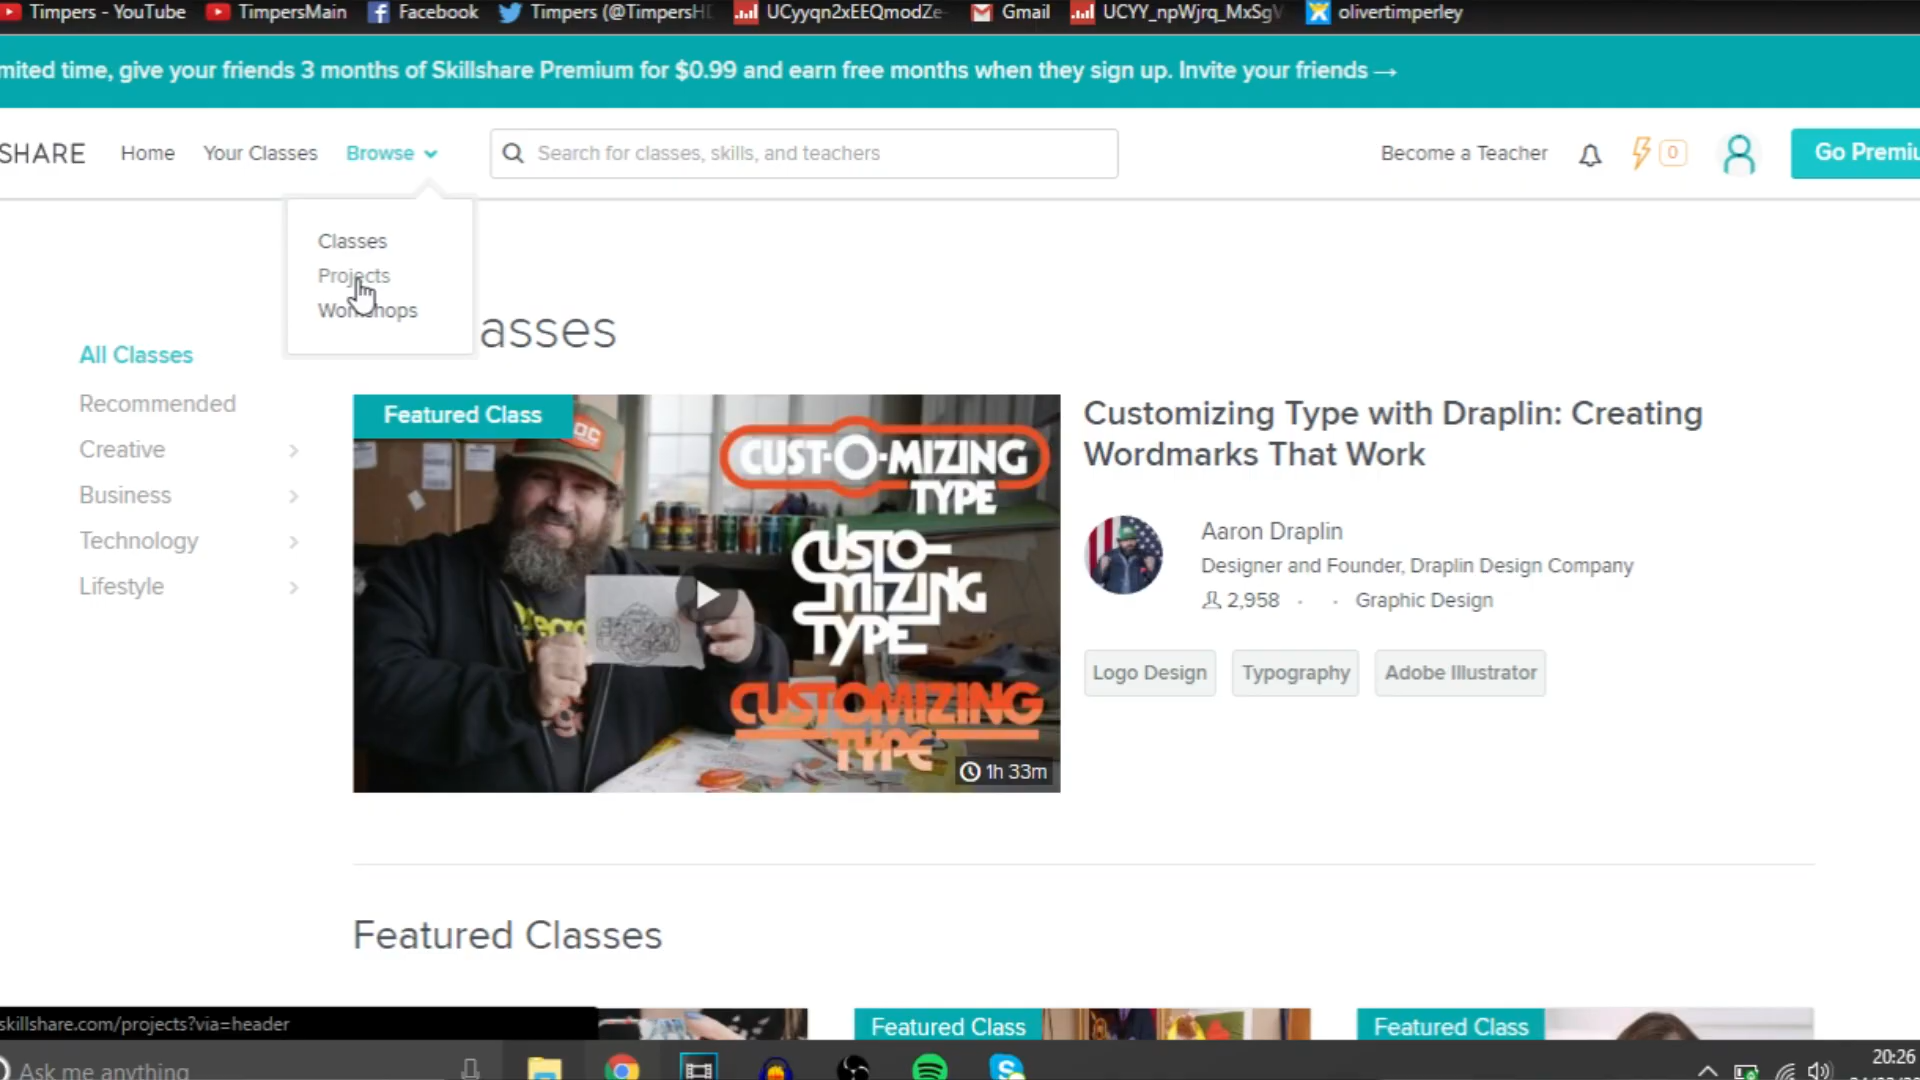 Timpers - YouTube TimpersMain Facebook Timpers (@TimpersH UCyyqn2xEEQmodZe- Gmail UCYY_npWjrq_MxSgV olivertimperley
mited time, give your friends 3 months of Skillshare Premium for $0.99 and earn free months when they sign up. Invite your friends →
SHARE Home Your Classes Browse Search for classes, skills, and teachers Become a Teacher 0 Go Premiu
Classes
Projects
Workshops
asses
All Classes
Recommended
Creative
Business
Technology
Lifestyle
Featured Class
CUST-O-MIZING
TYPE
CUSTO-
MIZING
TYPE
CUSTOMIZING
TYPE
1h 33m
Customizing Type with Draplin: Creating
Wordmarks That Work
Aaron Draplin
Designer and Founder, Draplin Design Company
2,958 · · Graphic Design
Logo Design Typography Adobe Illustrator
Featured Classes
Featured Class Featured Class
skillshare.com/projects?via=header
Ask me anything
20:26